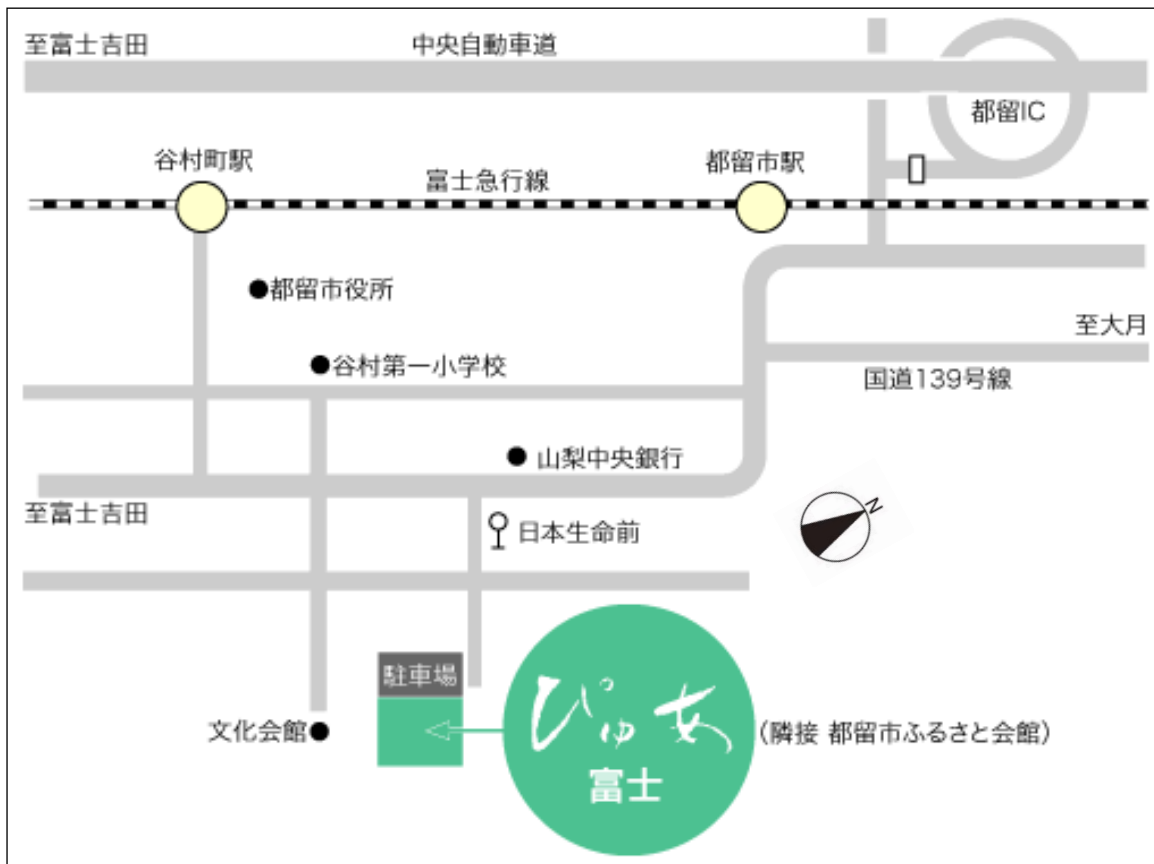 至富士吉田
中央自動車道
都留IC
谷村町駅
都留市駅
富士急行線
都留市役所
至大月
谷村第一小学校
国道139号線
山梨中央銀行
至富士吉田
N
日本生命前
駐車場
ぴゅあ
富士
文化会館
(隣接 都留市ふるさと会館)